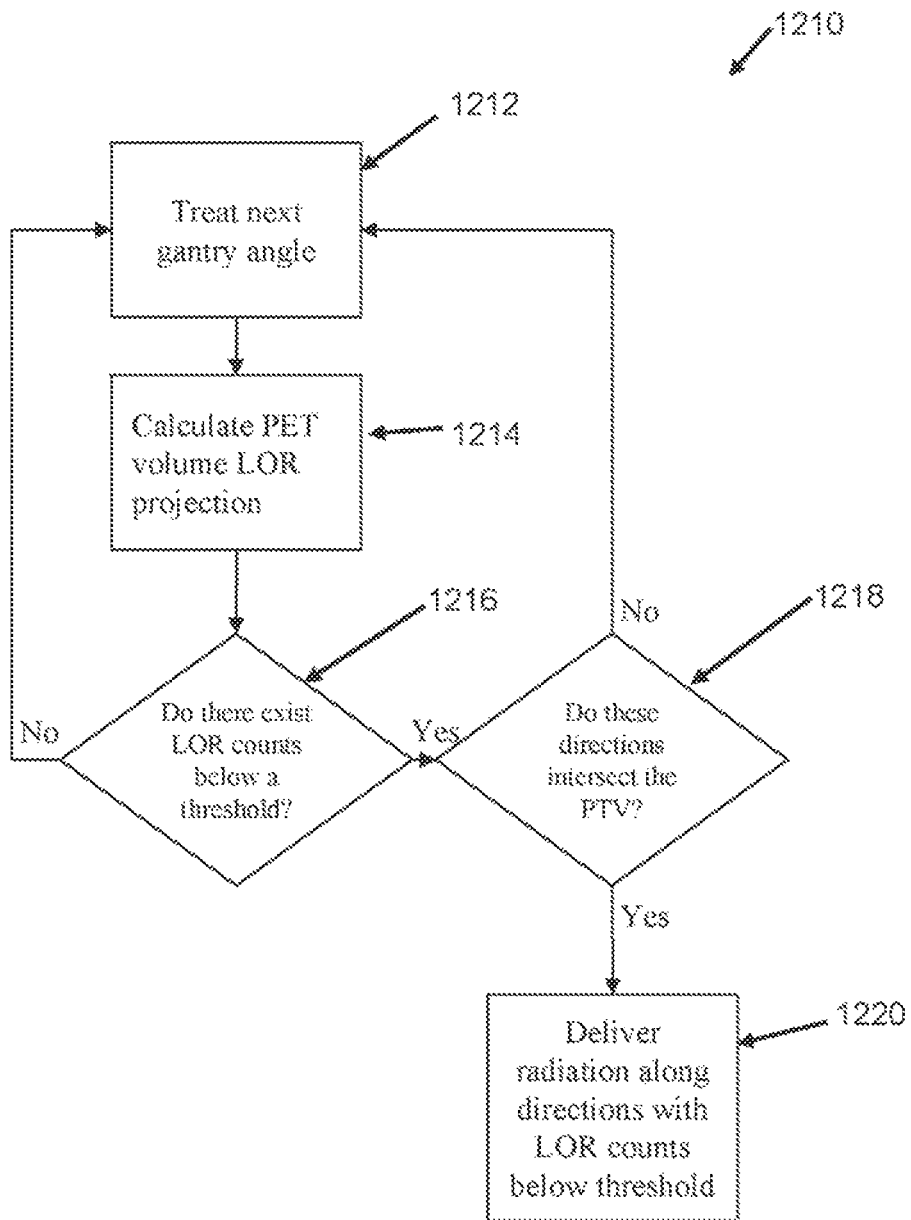 1210
1212
Treat next
gantry angle
Calculate PET
volume LOR
projection
1214
1216
Do there exist
LOR counts
below a
threshold?
No
Yes
1218
Do these
directions
intersect the
PTV?
No
Yes
1220
Deliver
radiation along
directions with
LOR counts
below threshold